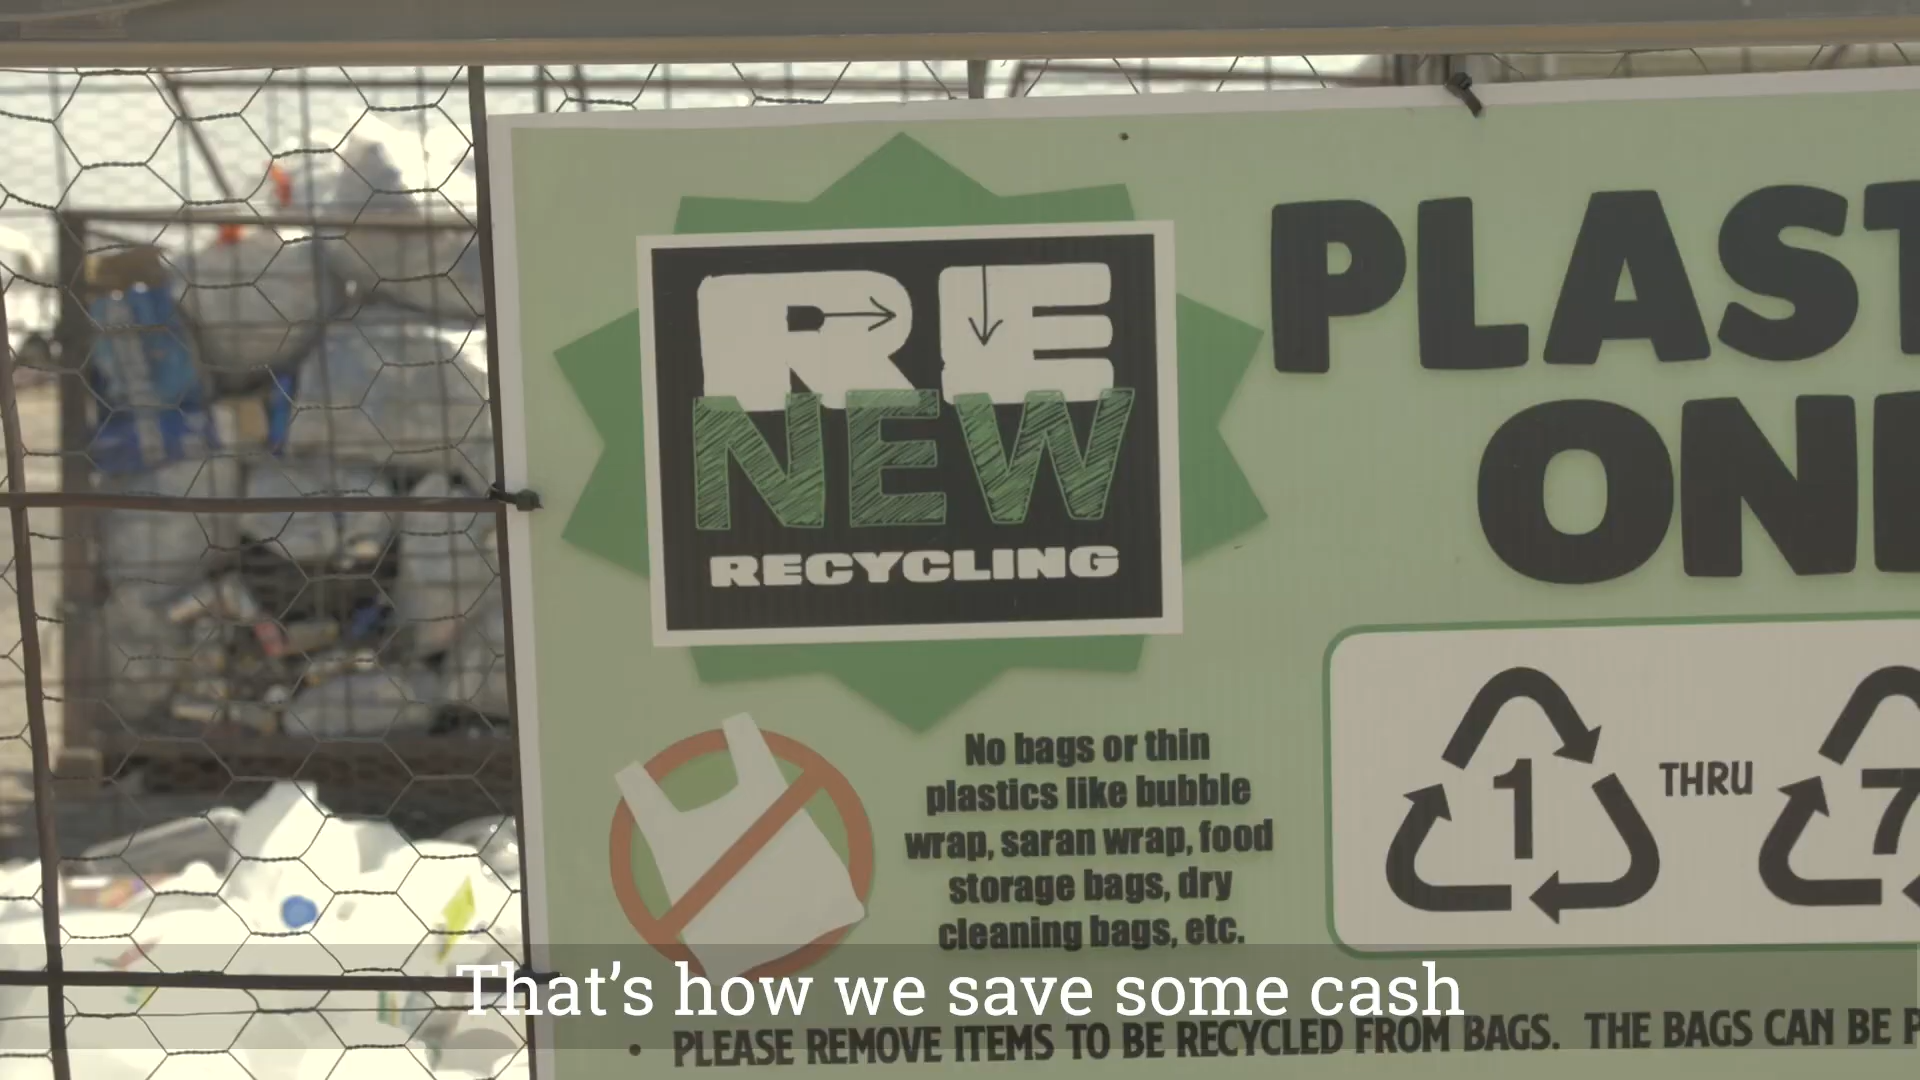 RE
NEW
RECYCLING
PLAST
ON
No bags or thin
plastics like bubble
wrap, saran wrap, food
storage bags, dry
cleaning bags, etc.
1 THRU 7
That's how we save some cash
• PLEASE REMOVE ITEMS TO BE RECYCLED FROM BAGS. THE BAGS CAN BE P